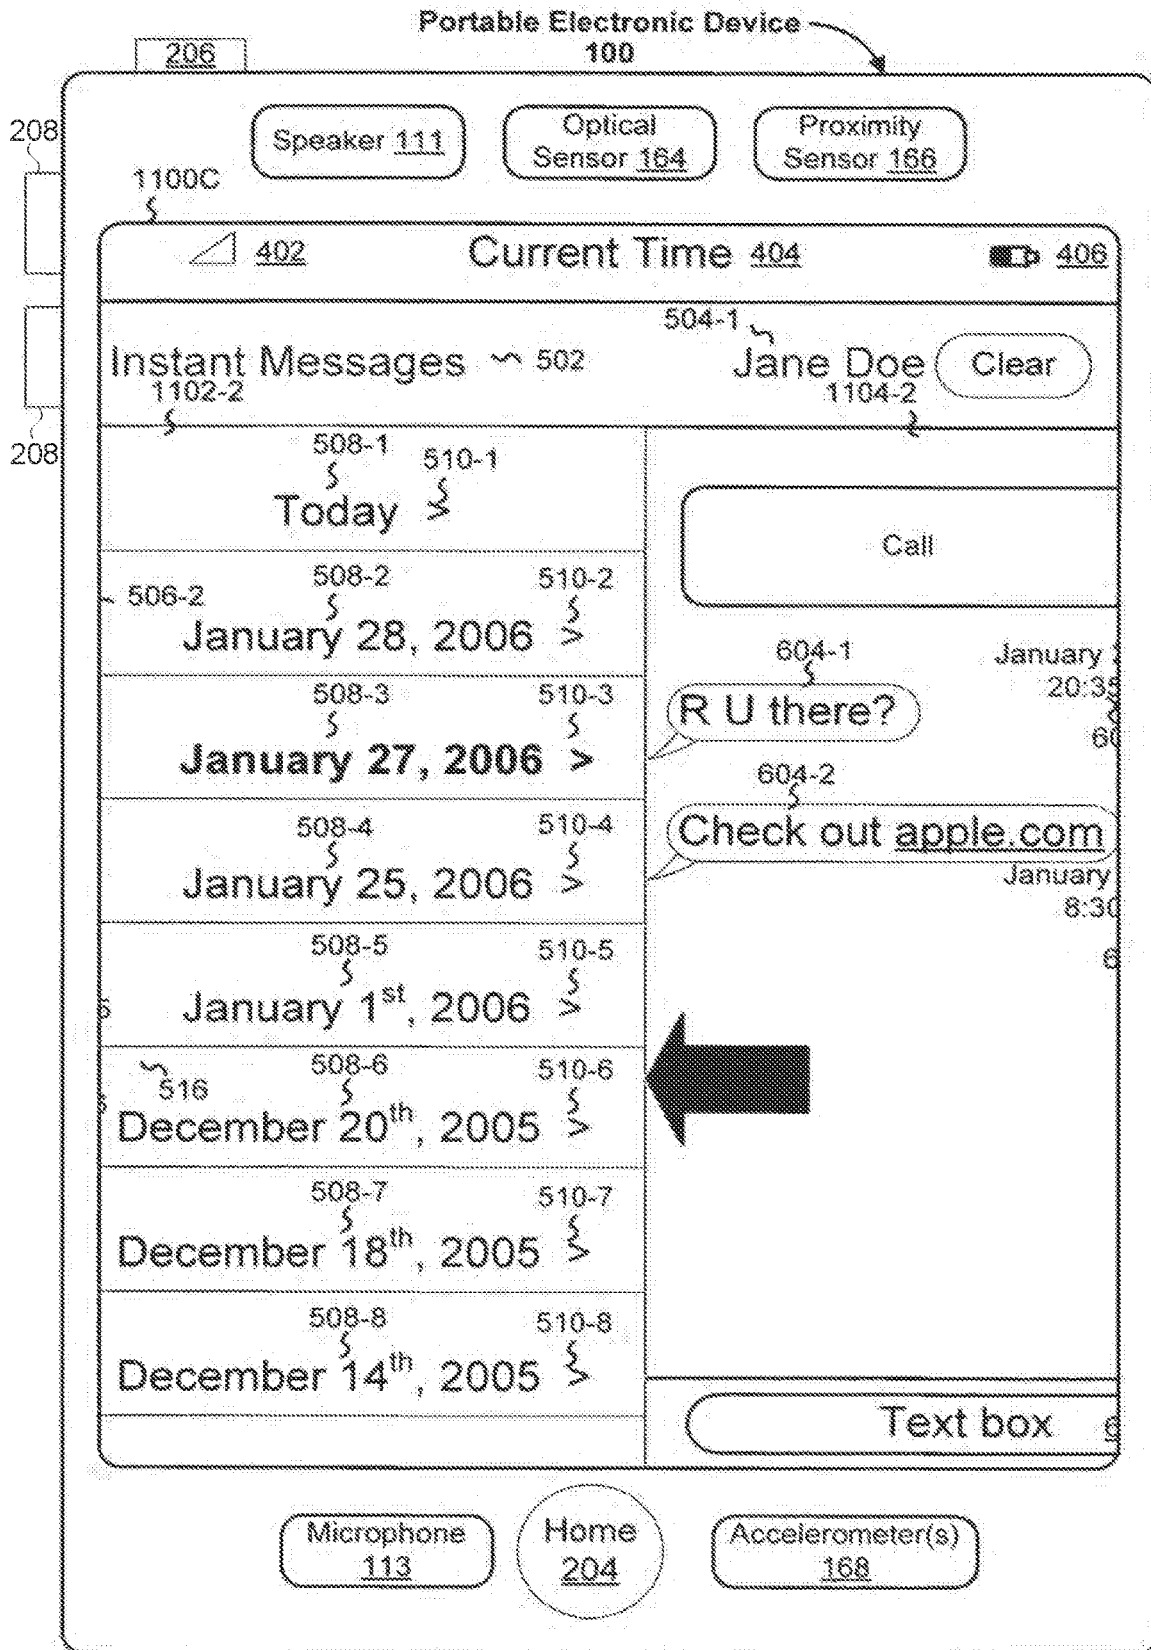 Portable Electronic Device
100
206
208
Speaker 111
Optical
Sensor 164
Proximity
Sensor 166
1100C
402
Current Time 404
406
504-1
Instant Messages 502
Jane Doe
Clear
1102-2
1104-2
208
508-1
510-1
Today >
Call
508-2
510-2
506-2
January 28, 2006 >
604-1
January
20:35
508-3
510-3
R U there?
60
January 27, 2006 >
604-2
508-4
510-4
Check out apple.com
January 25, 2006 >
January
8:30
508-5
510-5
6
January 1st, 2006 >
508-6
510-6
516
December 20th, 2005 >
508-7
510-7
December 18th, 2005 >
508-8
510-8
December 14th, 2005 >
Text box 6
Microphone
113
Home
204
Accelerometer(s)
168